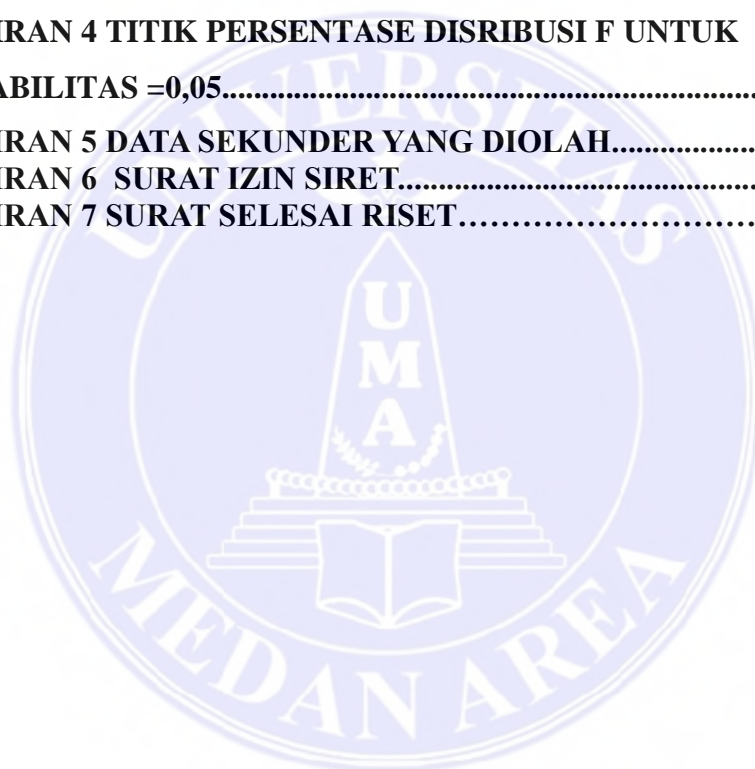 IRAN 4 TITIK PERSENTASE DISRIBUSI F UNTUK
ABILITAS =0,05...................................................................
IRAN 5 DATA SEKUNDER YANG DIOLAH..................
IRAN 6 SURAT IZIN SIRET.............................................
IRAN 7 SURAT SELESAI RISET…………………………
UNIVERSITAS
U
M
A
MEDAN AREA